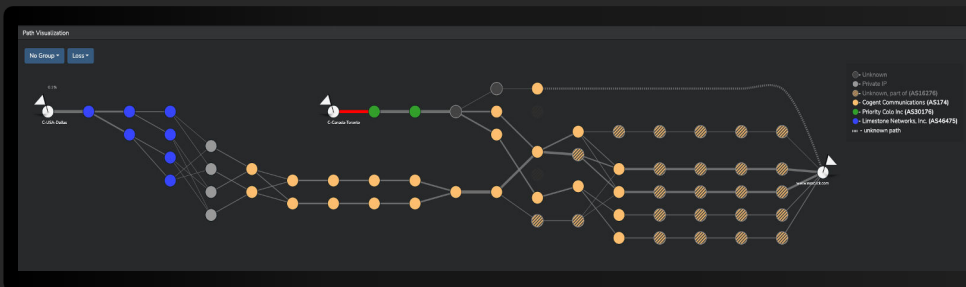 Path Visualization
No Group
Loss
Unknown
Private IP
Unknown, part of (AS16276)
Cogent Communications (AS174)
Priority Colo Inc (AS30176)
Limestone Networks, Inc. (AS46475)
- unknown path
C-USA-Dallas
C-Canada-Toronto